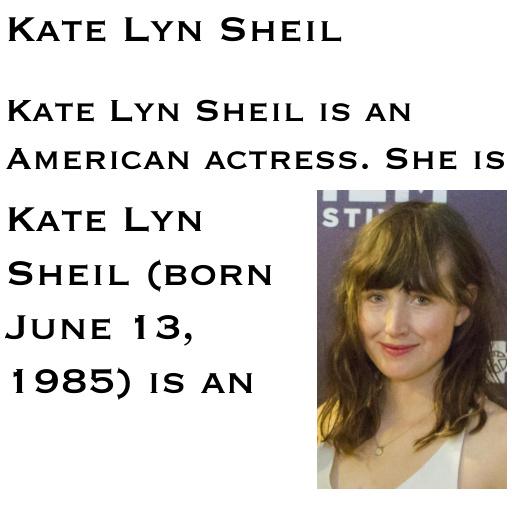 Kate Lyn Sheil
Kate Lyn Sheil is an
American actress. She is
Kate Lyn
Sheil (born
June 13,
1985) is an
STI